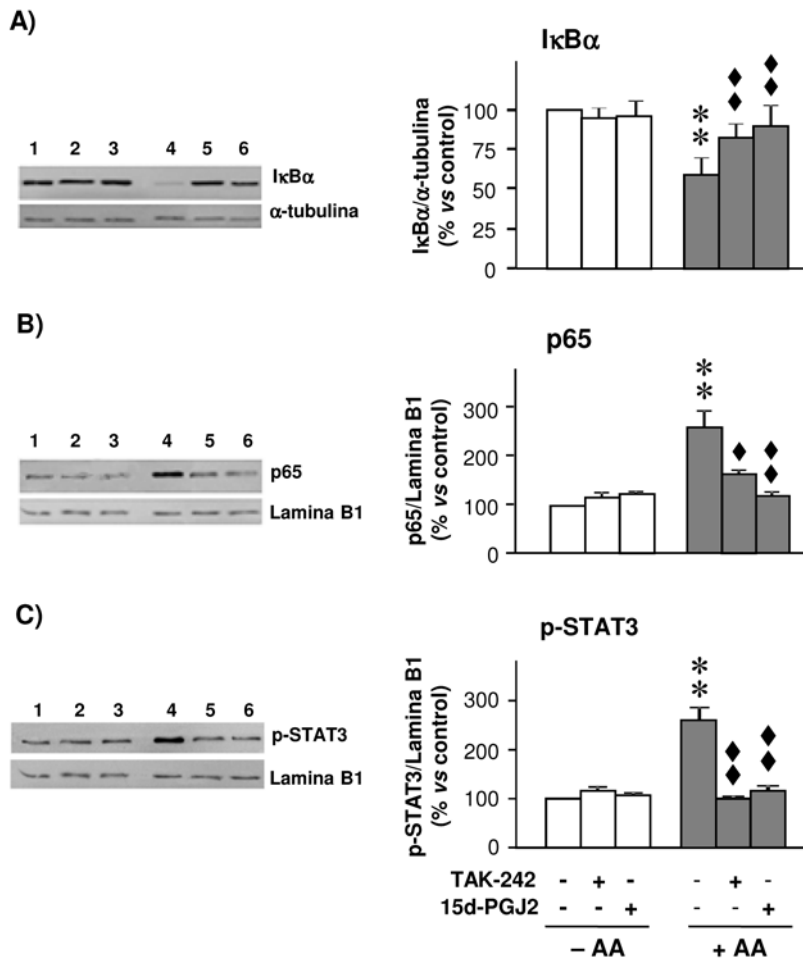 A)
1 2 3 4 5 6
IκBα
α-tubulina
IκBα
IκBα/α-tubulina
(% vs control)
100
75
50
25
0
**
♦♦
♦♦
B)
1 2 3 4 5 6
p65
Lamina B1
p65
p65/Lamina B1
(% vs control)
300
200
100
0
**
♦
♦♦
C)
1 2 3 4 5 6
p-STAT3
Lamina B1
p-STAT3
p-STAT3/Lamina B1
(% vs control)
300
200
100
0
**
♦♦
♦♦
TAK-242 - + - - + -
15d-PGJ2 - - + - - +
– AA + AA